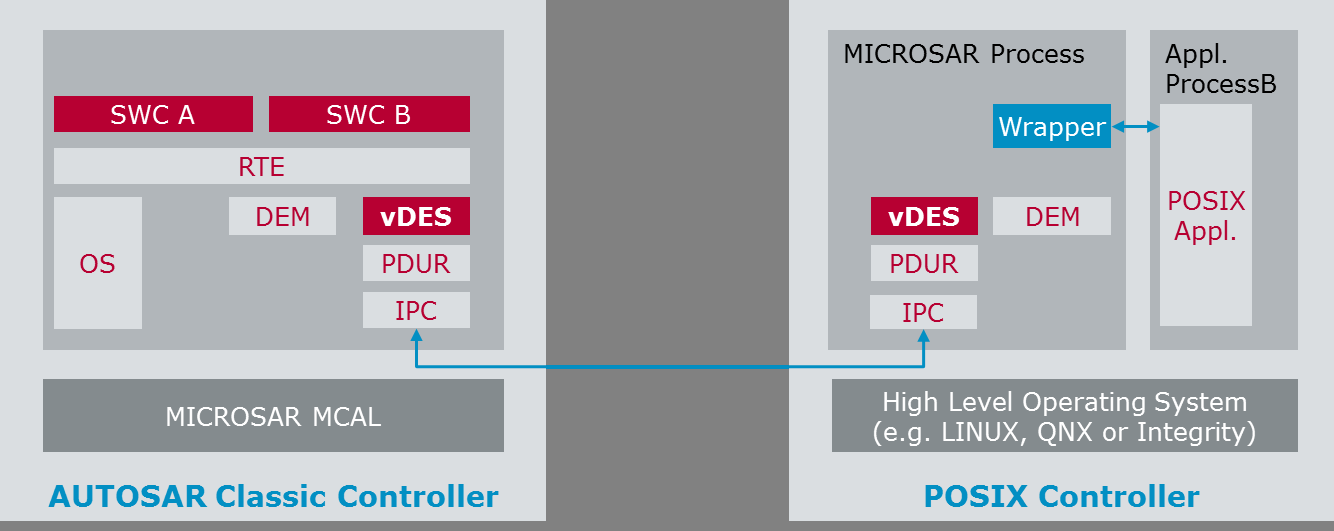 SWC A
SWC B
RTE
OS
DEM
vDES
PDUR
IPC
MICROSAR MCAL
AUTOSAR Classic Controller
MICROSAR Process
Appl.
ProcessB
Wrapper
vDES
DEM
PDUR
IPC
POSIX
Appl.
High Level Operating System
(e.g. LINUX, QNX or Integrity)
POSIX Controller